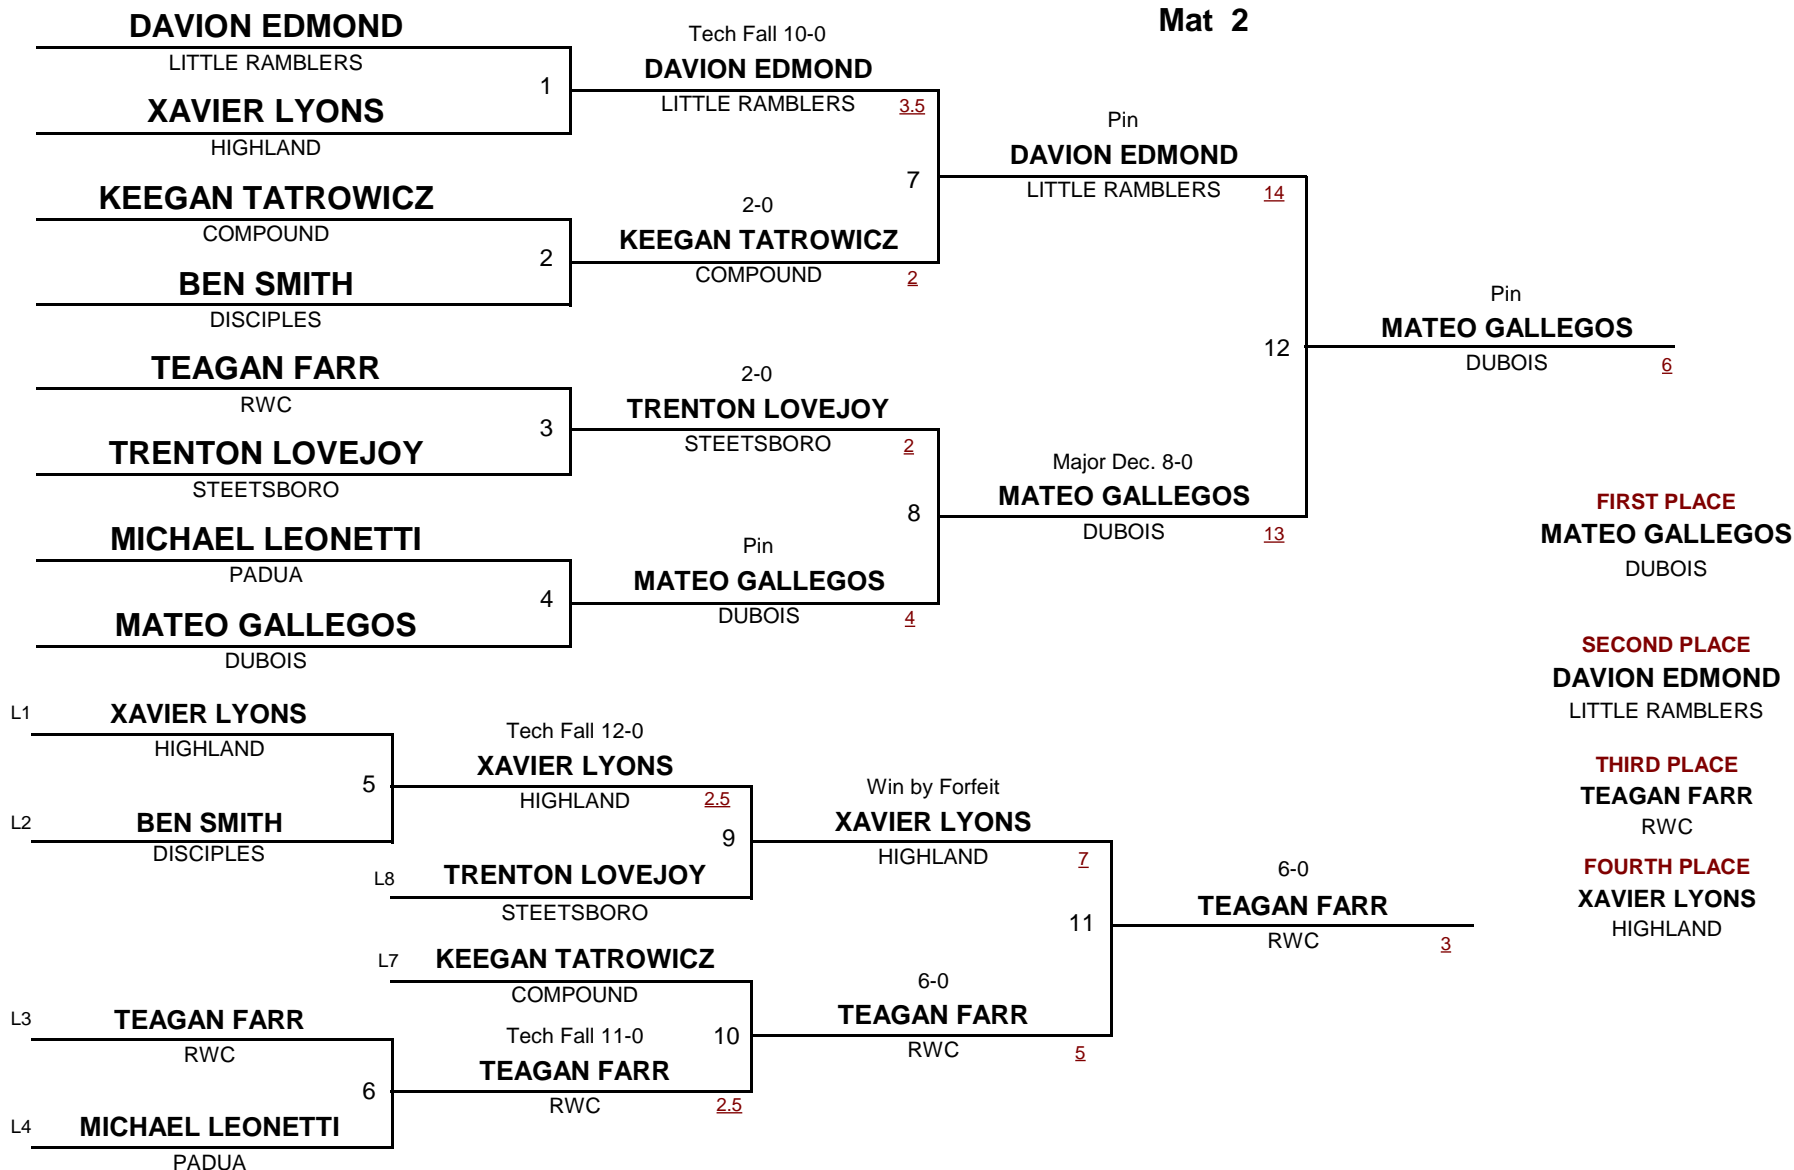 Mat 2
DAVION EDMOND
LITTLE RAMBLERS
1
XAVIER LYONS
HIGHLAND
KEEGAN TATROWICZ
COMPOUND
2
BEN SMITH
DISCIPLES
TEAGAN FARR
RWC
3
TRENTON LOVEJOY
STEETSBORO
MICHAEL LEONETTI
PADUA
4
MATEO GALLEGOS
DUBOIS
Tech Fall 10-0
DAVION EDMOND
LITTLE RAMBLERS 3.5
7
2-0
KEEGAN TATROWICZ
COMPOUND 2
2-0
TRENTON LOVEJOY
STEETSBORO 2
8
Pin
MATEO GALLEGOS
DUBOIS 4
Pin
DAVION EDMOND
LITTLE RAMBLERS 14
12
Major Dec. 8-0
MATEO GALLEGOS
DUBOIS 13
Pin
MATEO GALLEGOS
DUBOIS 6
FIRST PLACE
MATEO GALLEGOS
DUBOIS
SECOND PLACE
DAVION EDMOND
LITTLE RAMBLERS
THIRD PLACE
TEAGAN FARR
RWC
FOURTH PLACE
XAVIER LYONS
HIGHLAND
L1 XAVIER LYONS
HIGHLAND
5
L2 BEN SMITH
DISCIPLES
L3 TEAGAN FARR
RWC
6
L4 MICHAEL LEONETTI
PADUA
Tech Fall 12-0
XAVIER LYONS
HIGHLAND 2.5
9
L8 TRENTON LOVEJOY
STEETSBORO
L7 KEEGAN TATROWICZ
COMPOUND
10
Tech Fall 11-0
TEAGAN FARR
RWC 2.5
Win by Forfeit
XAVIER LYONS
HIGHLAND 7
11
6-0
TEAGAN FARR
RWC 5
6-0
TEAGAN FARR
RWC 3